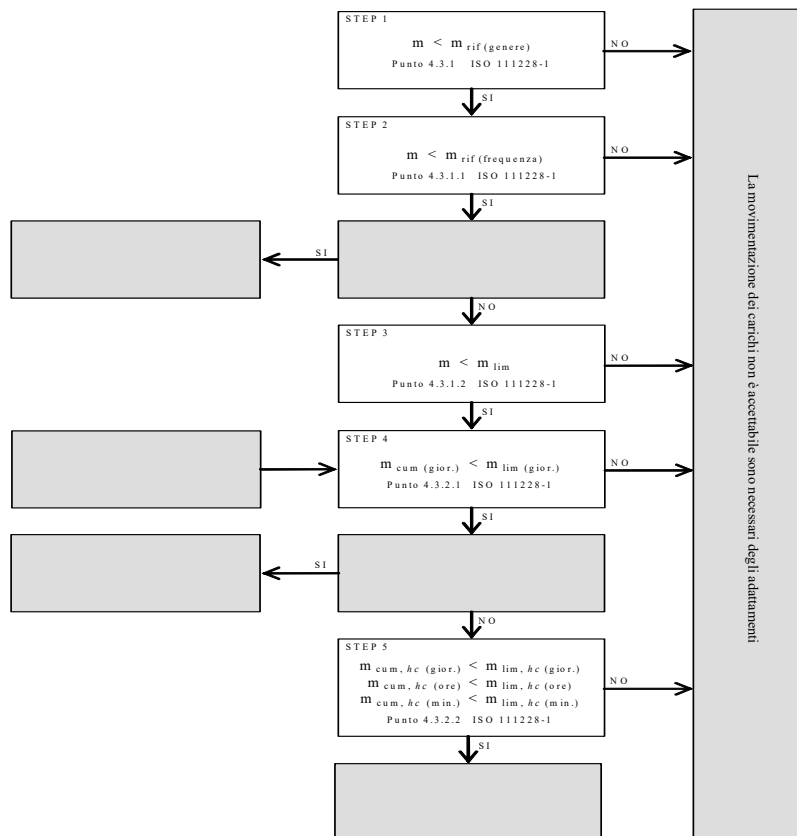 STEP 1
m < m rif (genere)
Punto 4.3.1 ISO 111228-1
NO
SI
STEP 2
m < m rif (frequenza)
Punto 4.3.1.1 ISO 111228-1
NO
SI
SI
NO
STEP 3
m < m lim
Punto 4.3.1.2 ISO 111228-1
NO
SI
STEP 4
m cum (gior.) < m lim (gior.)
Punto 4.3.2.1 ISO 111228-1
NO
SI
SI
NO
STEP 5
m cum, hc (gior.) < m lim, hc (gior.)
m cum, hc (ore) < m lim, hc (ore)
m cum, hc (min.) < m lim, hc (min.)
Punto 4.3.2.2 ISO 111228-1
NO
SI
La movimentazione dei carichi non è accettabile sono necessari degli adattamenti